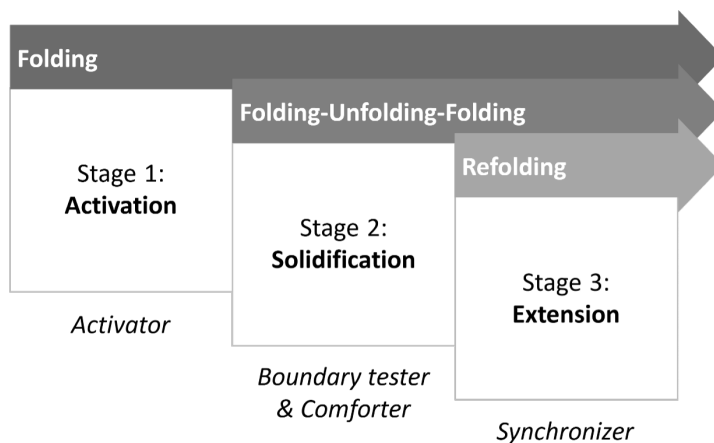 Folding
Folding-Unfolding-Folding
Refolding
Stage 1:
Activation
Stage 2:
Solidification
Stage 3:
Extension
Activator
Boundary tester
& Comforter
Synchronizer